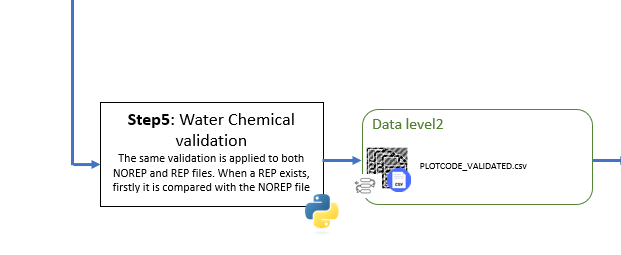 Step5: Water Chemical
validation
The same validation is applied to both
NOREP and REP files. When a REP exists,
firstly it is compared with the NOREP file
Data level2
PLOTCODE_VALIDATED.csv
CSV